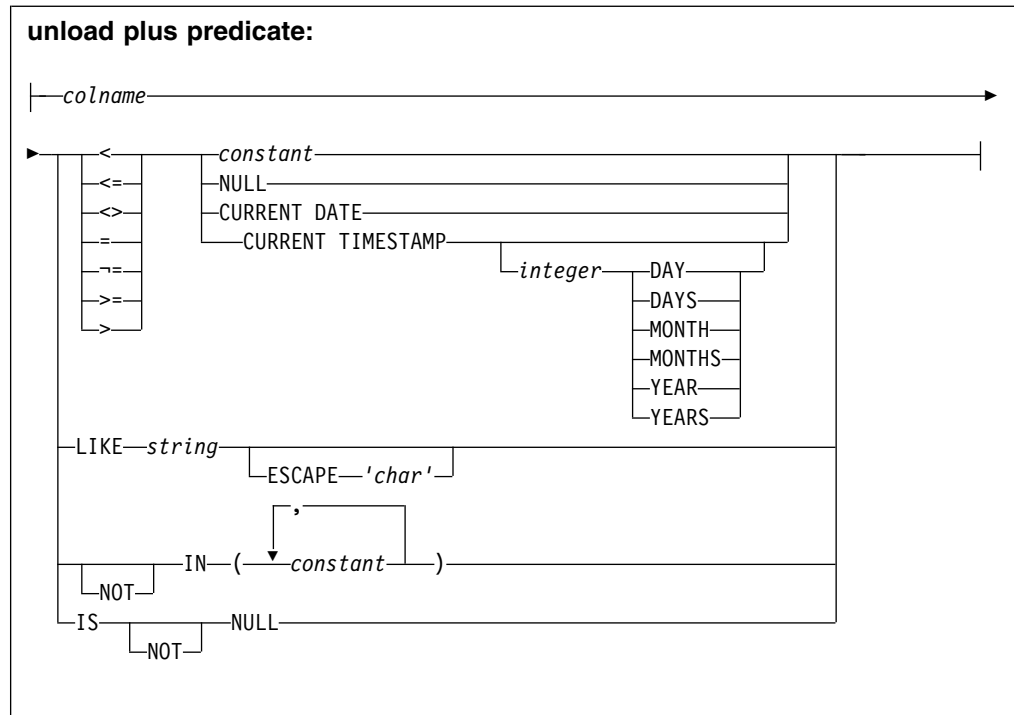 unload plus predicate:
colname
< constant
<= NULL
<> CURRENT DATE
= CURRENT TIMESTAMP
¬= integer DAY
>= DAYS
> MONTH
MONTHS
YEAR
YEARS
LIKE string
ESCAPE 'char'
,
IN ( constant )
NOT
IS NULL
NOT